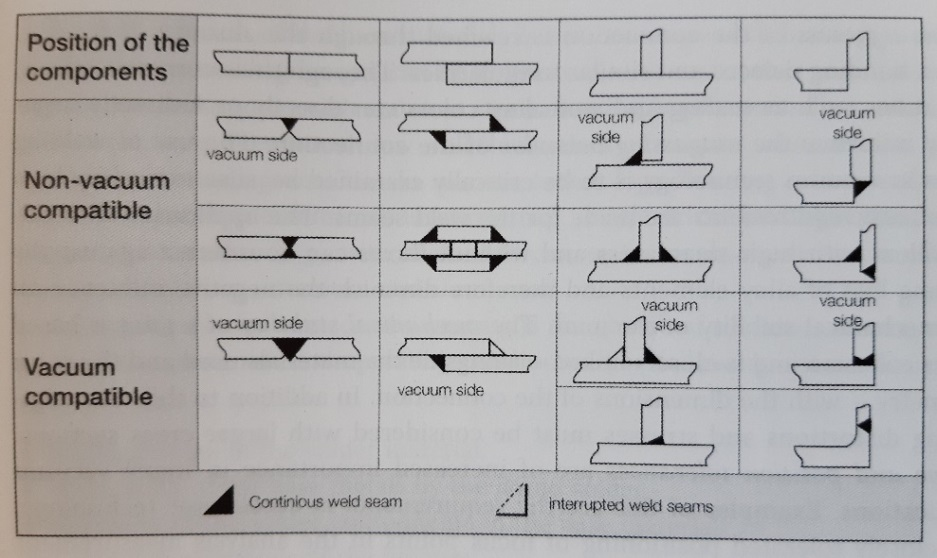 Position of the
components
vacuum side
vacuum
side
vacuum
side
Non-vacuum
compatible
vacuum side
vacuum
side
vacuum
side
Vacuum
compatible
vacuum side
Continious weld seam
interrupted weld seams